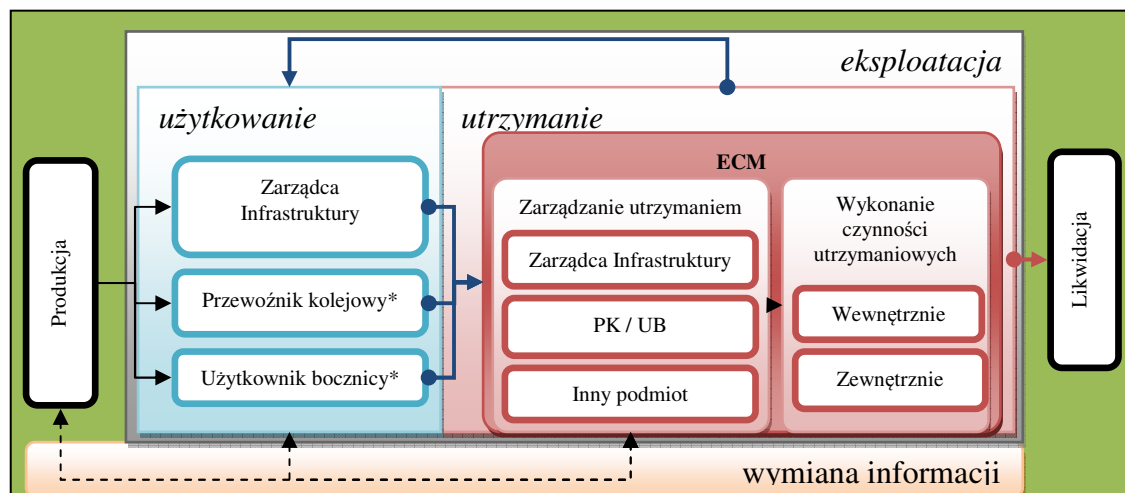 eksploatacja
użytkowanie
utrzymanie
Produkcja
Zarządca
Infrastruktury
Przewoźnik kolejowy*
Użytkownik bocznicy*
ECM
Zarządzanie utrzymaniem
Zarządca Infrastruktury
PK / UB
Inny podmiot
Wykonanie
czynności
utrzymaniowych
Wewnętrznie
Zewnętrznie
Likwidacja
wymiana informacji